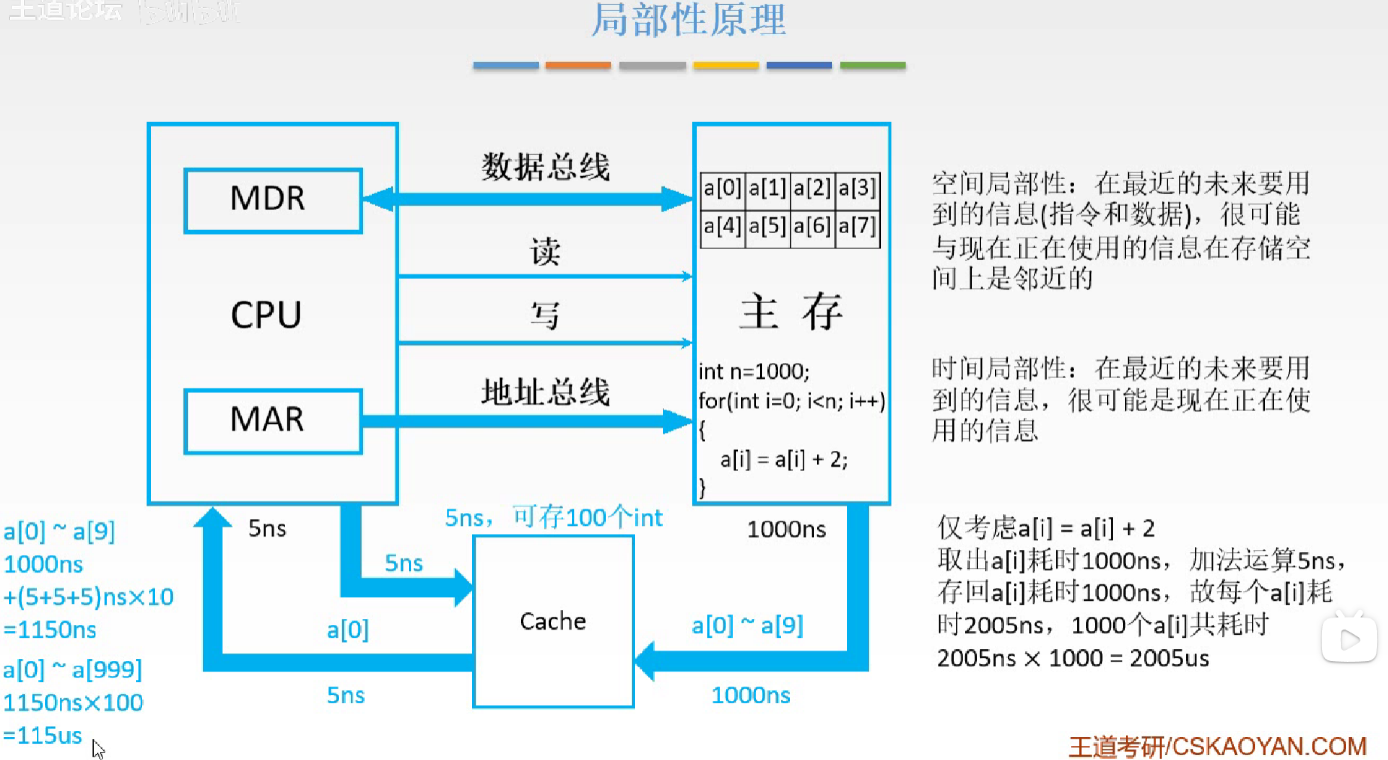 王道论坛
局部性原理
MDR
CPU
MAR
数据总线
读
写
地址总线
a[0] a[1] a[2] a[3]
a[4] a[5] a[6] a[7]
主 存
int n=1000;
for(int i=0; i<n; i++)
{
a[i] = a[i] + 2;
}
空间局部性：在最近的未来要用
到的信息(指令和数据)，很可能
与现在正在使用的信息在存储空
间上是邻近的
时间局部性：在最近的未来要用
到的信息，很可能是现在正在使
用的信息
5ns
5ns，可存100个int
1000ns
5ns
Cache
a[0]
5ns
a[0] ~ a[9]
1000ns
a[0] ~ a[9]
1000ns
+(5+5+5)ns×10
=1150ns
a[0] ~ a[999]
1150ns×100
=115us
仅考虑a[i] = a[i] + 2
取出a[i]耗时1000ns，加法运算5ns，
存回a[i]耗时1000ns，故每个a[i]耗
时2005ns，1000个a[i]共耗时
2005ns × 1000 = 2005us
王道考研/CSKAOYAN.COM